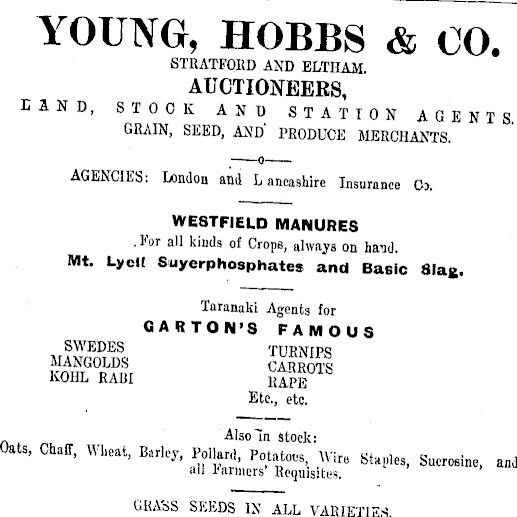 YOUNG, HOBBS & CO.
STRATFORD AND ELTHAM.
AUCTIONEERS,
LAND, STOCK AND STATION AGENTS.
GRAIN, SEED, AND PRODUCE MERCHANTS.
AGENCIES: London and Lancashire Insurance Co.
WESTFIELD MANURES
For all kinds of Crops, always on hand.
Mt. Lyell Suyerphosphates and Basic Slag.
Taranaki Agents for
GARTON'S FAMOUS
SWEDES TURNIPS
MANGOLDS CARROTS
KOHL RABI RAPE
Etc., etc.
Also in stock:
Oats, Chaff, Wheat, Barley, Pollard, Potatoes, Wire Staples, Sucrosine, and
all Farmers' Requisites.
GRASS SEEDS IN ALL VARIETIES.